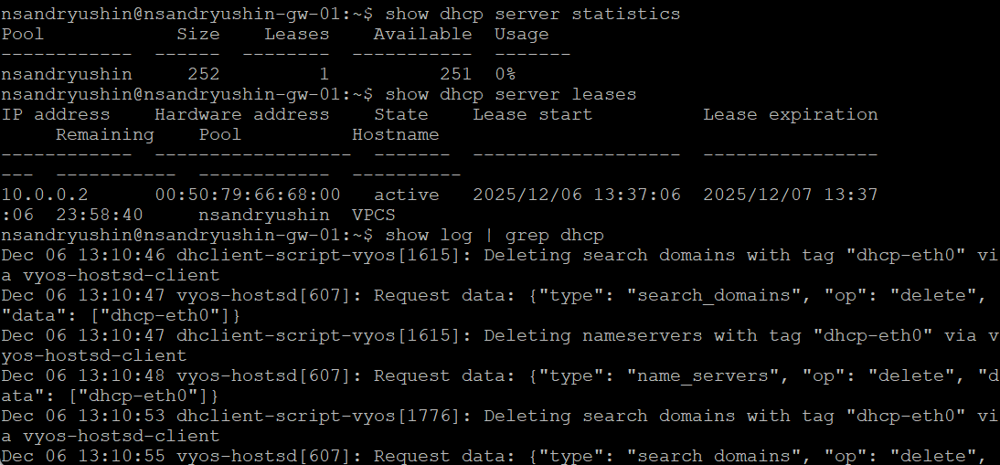 nsandryushin@nsandryushin-gw-01:~$ show dhcp server statistics
Pool            Size    Leases    Available  Usage
------------  ------  --------  -----------  -------
nsandryushin     252         1          251  0%
nsandryushin@nsandryushin-gw-01:~$ show dhcp server leases
IP address    Hardware address    State    Lease start          Lease expiration
     Remaining    Pool          Hostname
------------  ------------------  -------  -------------------  ----------------
---  -----------  ------------  ----------
10.0.0.2      00:50:79:66:68:00   active   2025/12/06 13:37:06  2025/12/07 13:37
:06  23:58:40     nsandryushin  VPCS
nsandryushin@nsandryushin-gw-01:~$ show log | grep dhcp
Dec 06 13:10:46 dhclient-script-vyos[1615]: Deleting search domains with tag "dhcp-eth0" vi
a vyos-hostsd-client
Dec 06 13:10:47 vyos-hostsd[607]: Request data: {"type": "search_domains", "op": "delete",
"data": ["dhcp-eth0"]}
Dec 06 13:10:47 dhclient-script-vyos[1615]: Deleting nameservers with tag "dhcp-eth0" via v
yos-hostsd-client
Dec 06 13:10:48 vyos-hostsd[607]: Request data: {"type": "name_servers", "op": "delete", "d
ata": ["dhcp-eth0"]}
Dec 06 13:10:53 dhclient-script-vyos[1776]: Deleting search domains with tag "dhcp-eth0" vi
a vyos-hostsd-client
Dec 06 13:10:55 vyos-hostsd[607]: Request data: {"type": "search_domains", "op": "delete",